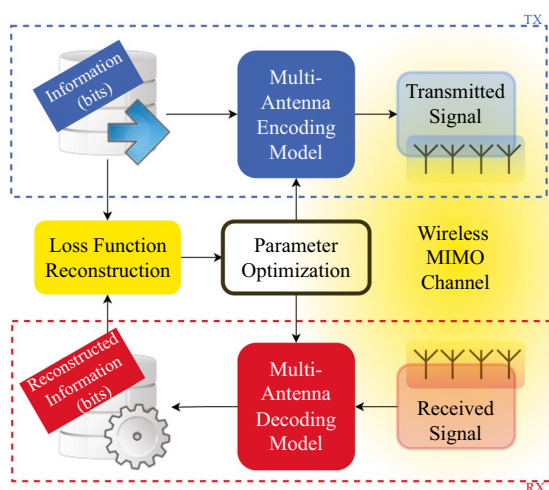 TX
Information
(bits)
Multi-
Antenna
Encoding
Model
Transmitted
Signal
Loss Function
Reconstruction
Parameter
Optimization
Wireless
MIMO
Channel
Reconstructed
Information
(bits)
Multi-
Antenna
Decoding
Model
Received
Signal
RX